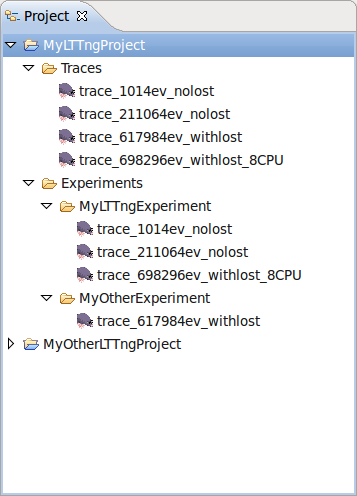 Project
MyLTTngProject
Traces
trace_1014ev_nolost
trace_211064ev_nolost
trace_617984ev_withlost
trace_698296ev_withlost_8CPU
Experiments
MyLTTngExperiment
trace_1014ev_nolost
trace_211064ev_nolost
trace_698296ev_withlost_8CPU
MyOtherExperiment
trace_617984ev_withlost
MyOtherLTTngProject